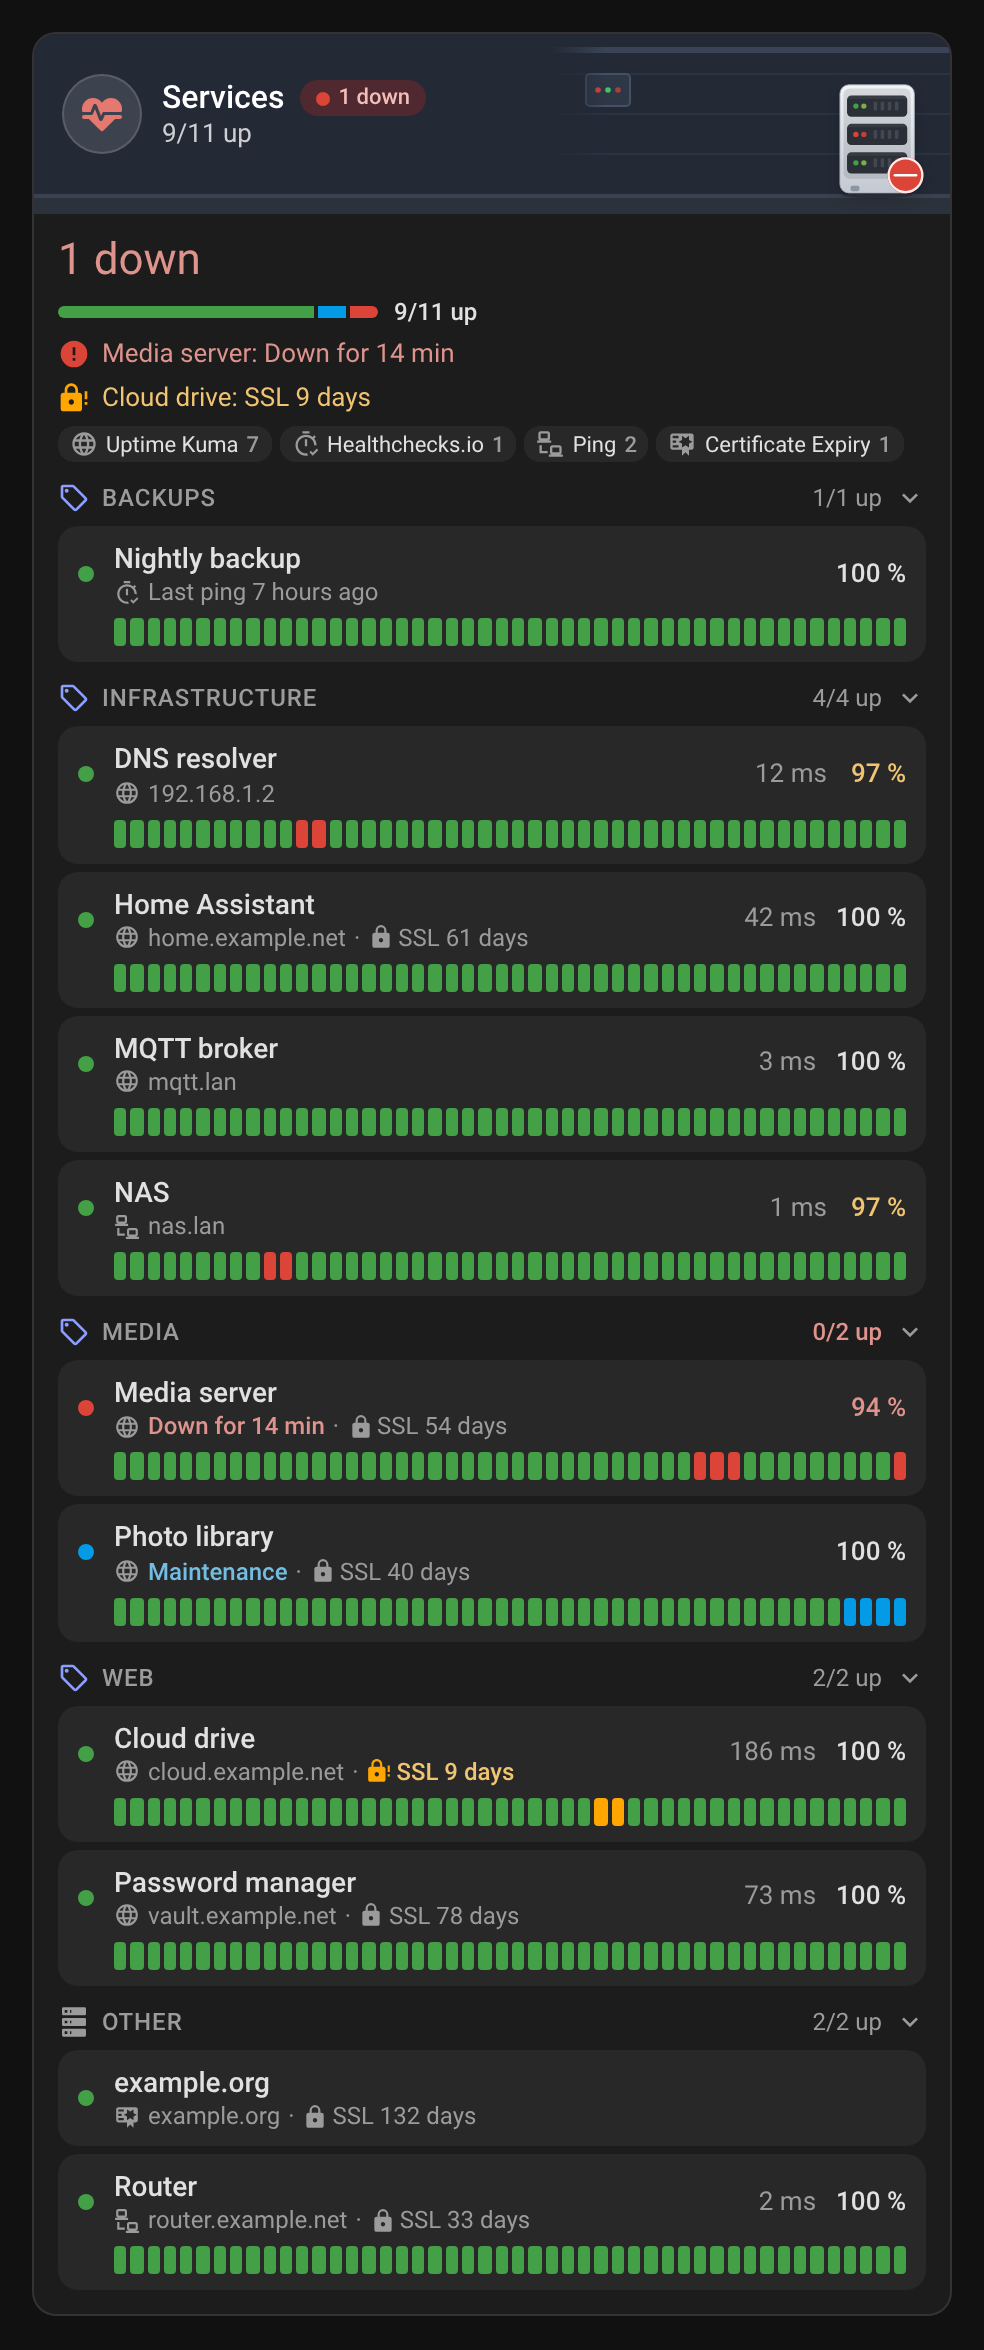 Services
1 down
9/11 up
1 down
9/11 up
Media server: Down for 14 min
Cloud drive: SSL 9 days
Uptime Kuma 7 Healthchecks.io 1 Ping 2 Certificate Expiry 1
BACKUPS 1/1 up
Nightly backup
100 %
Last ping 7 hours ago
INFRASTRUCTURE 4/4 up
DNS resolver
12 ms 97 %
192.168.1.2
Home Assistant
42 ms 100 %
home.example.net · SSL 61 days
MQTT broker
3 ms 100 %
mqtt.lan
NAS
1 ms 97 %
nas.lan
MEDIA 0/2 up
Media server
94 %
Down for 14 min · SSL 54 days
Photo library
100 %
Maintenance · SSL 40 days
WEB 2/2 up
Cloud drive
186 ms 100 %
cloud.example.net · SSL 9 days
Password manager
73 ms 100 %
vault.example.net · SSL 78 days
OTHER 2/2 up
example.org
example.org · SSL 132 days
Router
2 ms 100 %
router.example.net · SSL 33 days